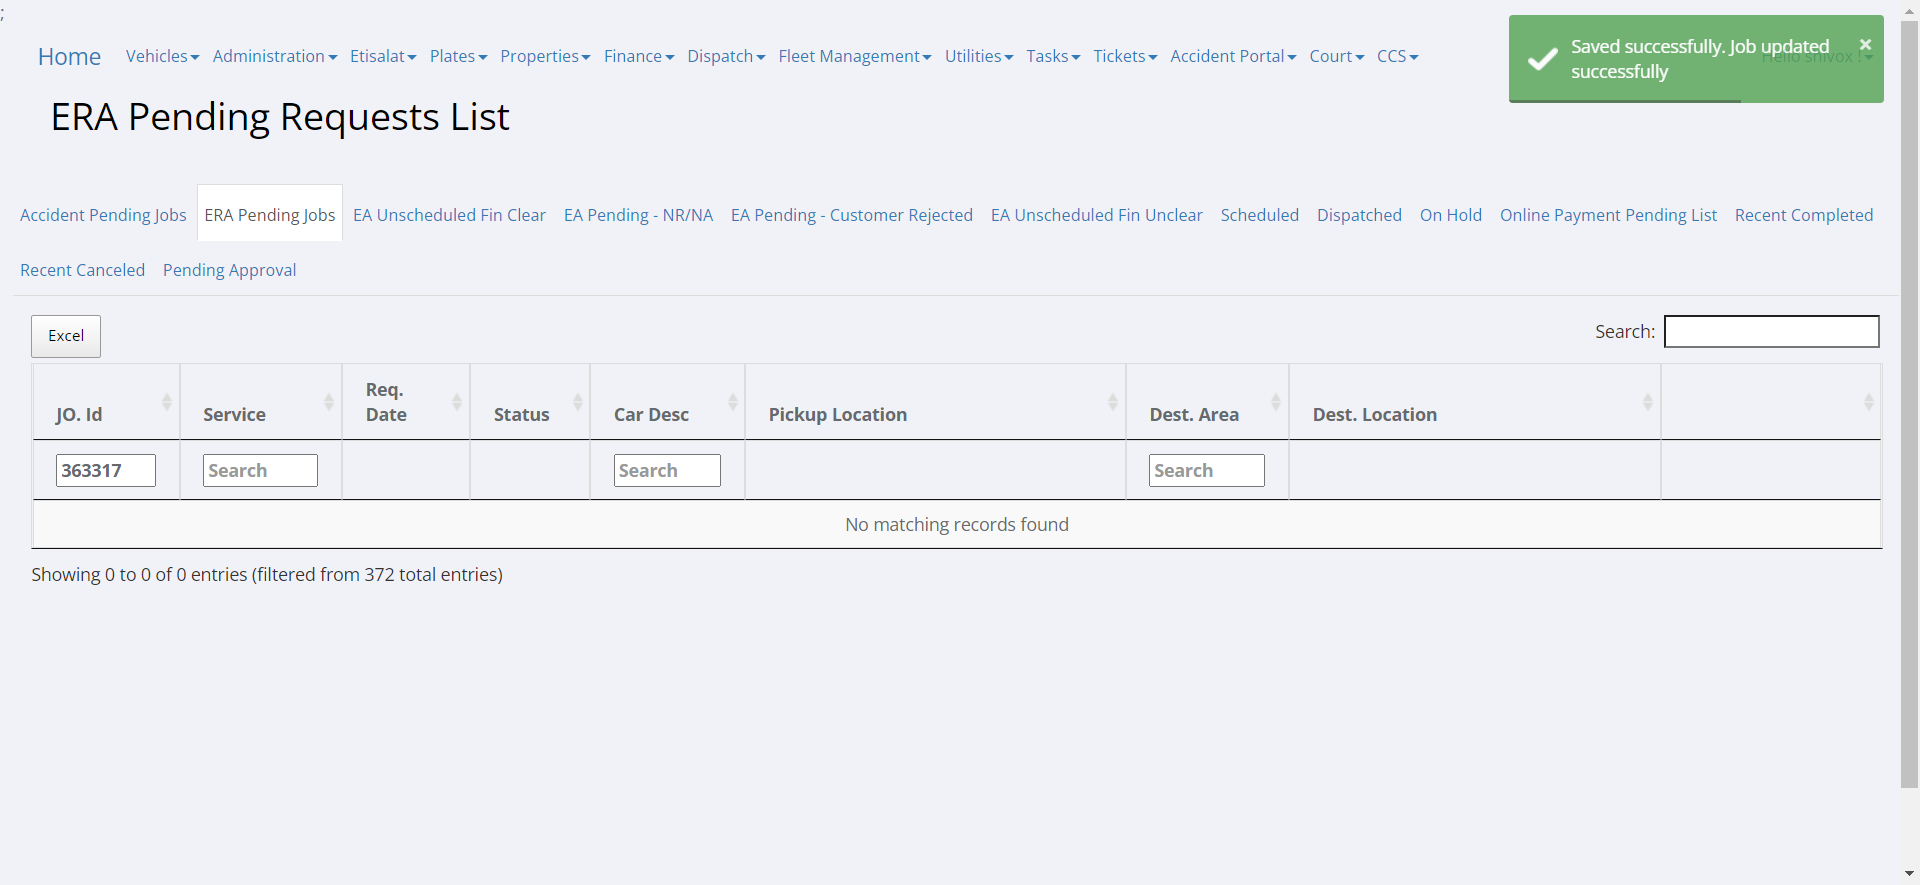 ;
Home Vehicles Administration Etisalat Plates Properties Finance Dispatch Fleet Management Utilities Tasks Tickets Accident Portal Court CCS Hello shivox !
Saved successfully. Job updated
successfully
×
ERA Pending Requests List
Accident Pending Jobs ERA Pending Jobs EA Unscheduled Fin Clear EA Pending - NR/NA EA Pending - Customer Rejected EA Unscheduled Fin Unclear Scheduled Dispatched On Hold Online Payment Pending List Recent Completed
Recent Canceled Pending Approval
Excel Search:
JO. Id Service Req. Date Status Car Desc Pickup Location Dest. Area Dest. Location
363317 Search Search Search
No matching records found
Showing 0 to 0 of 0 entries (filtered from 372 total entries)